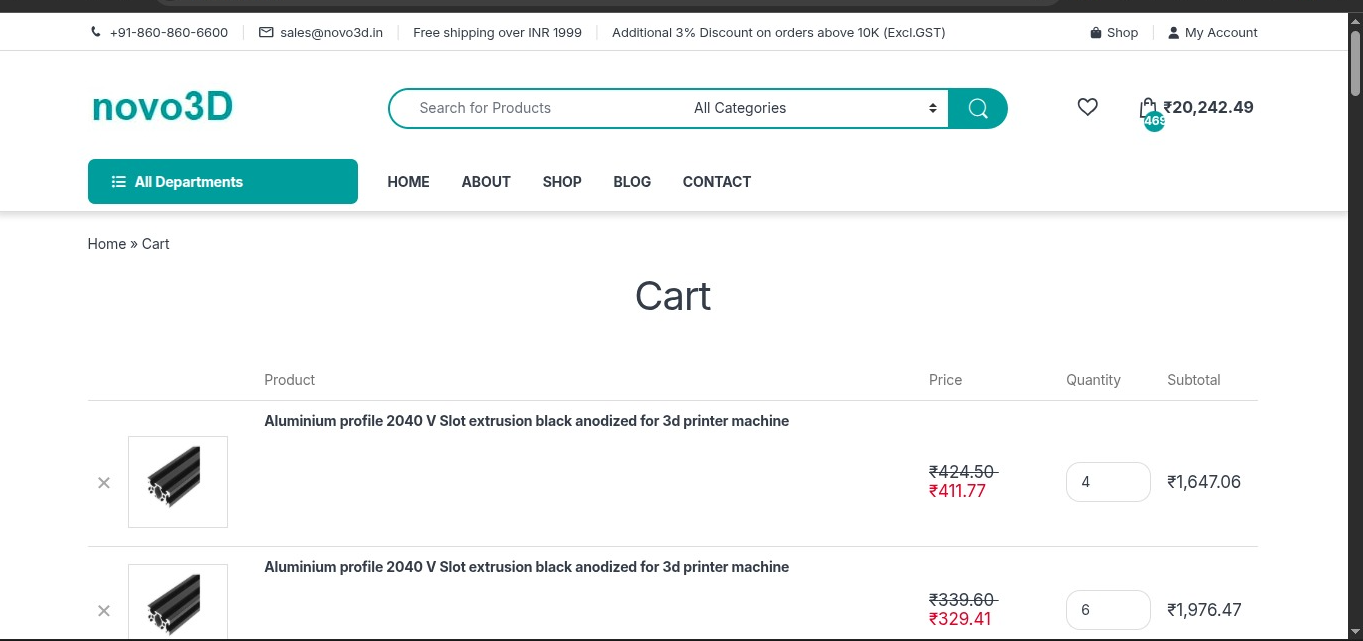 +91-860-860-6600 sales@novo3d.in Free shipping over INR 1999 Additional 3% Discount on orders above 10K (Excl.GST) Shop My Account
novo3D Search for Products All Categories ₹20,242.49
469
All Departments HOME ABOUT SHOP BLOG CONTACT
Home » Cart
Cart
Product Price Quantity Subtotal
Aluminium profile 2040 V Slot extrusion black anodized for 3d printer machine
₹424.50
₹411.77 4 ₹1,647.06
Aluminium profile 2040 V Slot extrusion black anodized for 3d printer machine
₹339.60
₹329.41 6 ₹1,976.47